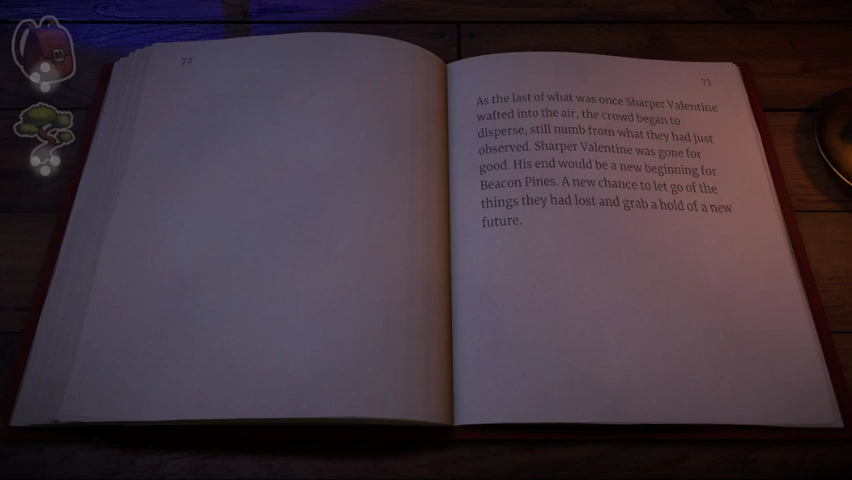 72
73
As the last of what was once Sharper Valentine
wafted into the air, the crowd began to
disperse, still numb from what they had just
observed. Sharper Valentine was gone for
good. His end would be a new beginning for
Beacon Pines. A new chance to let go of the
things they had lost and grab a hold of a new
future.